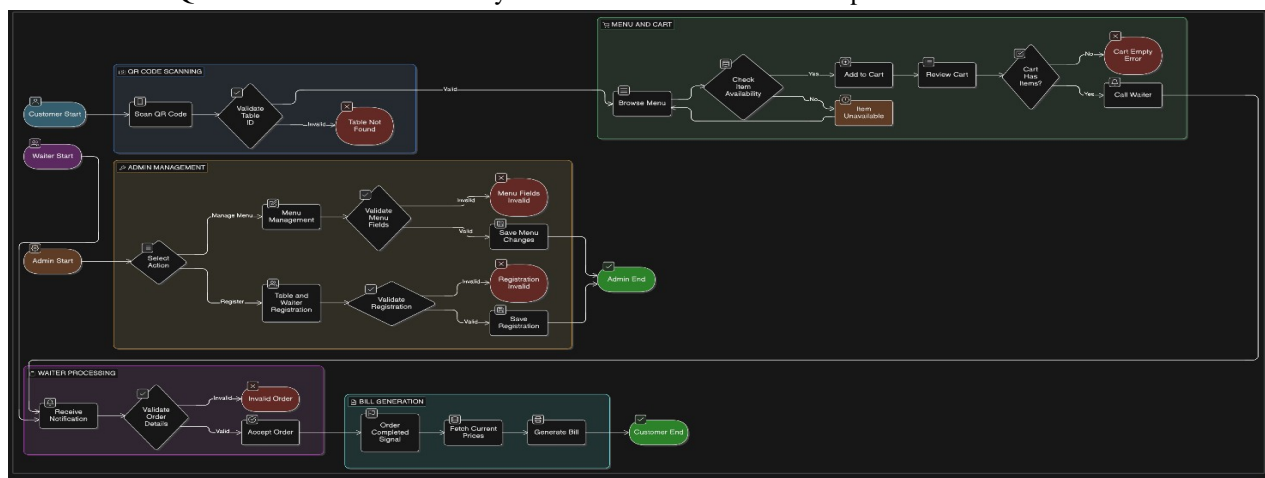 MENU AND CART
QR CODE SCANNING
Customer Start
Scan QR Code
Validate
Table
ID
Invalid
Table Not
Found
Valid
Browse Menu
Check
Item
Availability
Yes
Add to Cart
No
Item
Unavailable
Review Cart
Cart
Has
Items?
No
Cart Empty
Error
Yes
Call Waiter
Waiter Start
ADMIN MANAGEMENT
Admin Start
Select
Action
Manage Menu
Menu
Management
Validate
Menu
Fields
Invalid
Menu Fields
Invalid
Valid
Save Menu
Changes
Register
Table and
Waiter
Registration
Validate
Registration
Invalid
Registration
Invalid
Valid
Save
Registration
Admin End
WAITER PROCESSING
Receive
Notification
Validate
Order
Details
Invalid
Invalid Order
Valid
Accept Order
BILL GENERATION
Order
Completed
Signal
Fetch Current
Prices
Generate Bill
Customer End